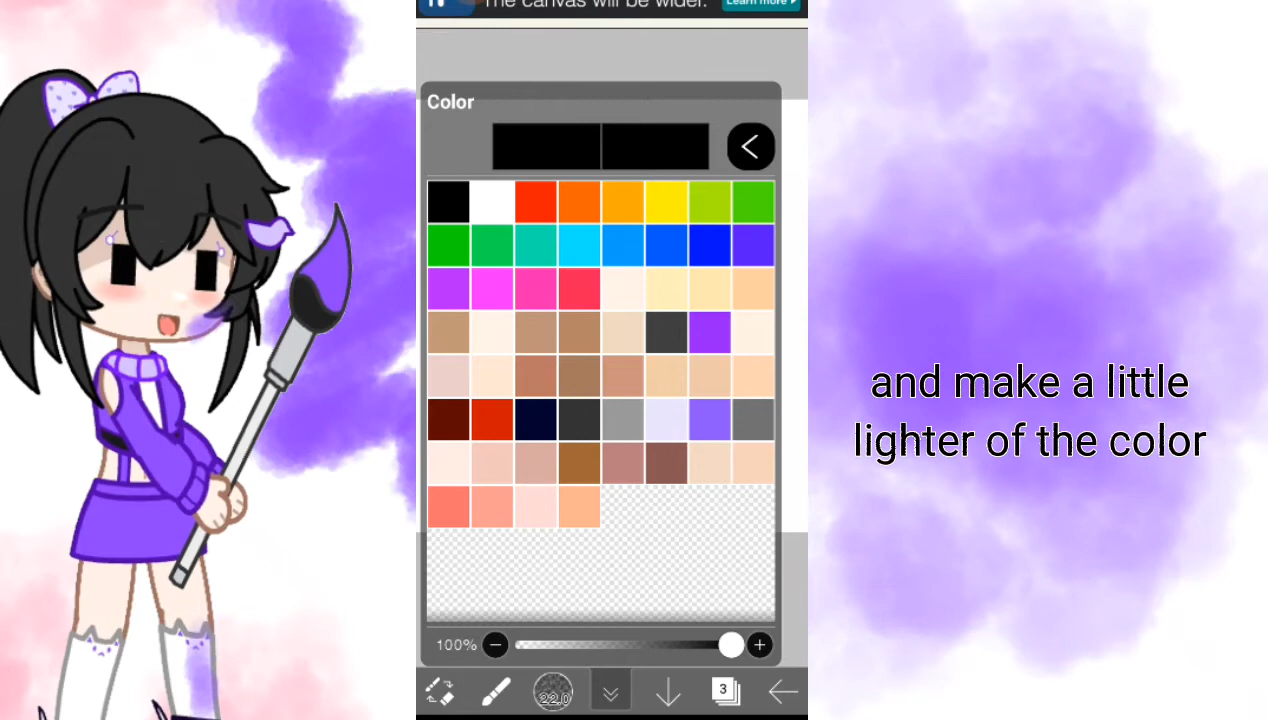 The canvas will be wider.
Learn more
Color
and make a little
lighter of the color
100%
22.0
3